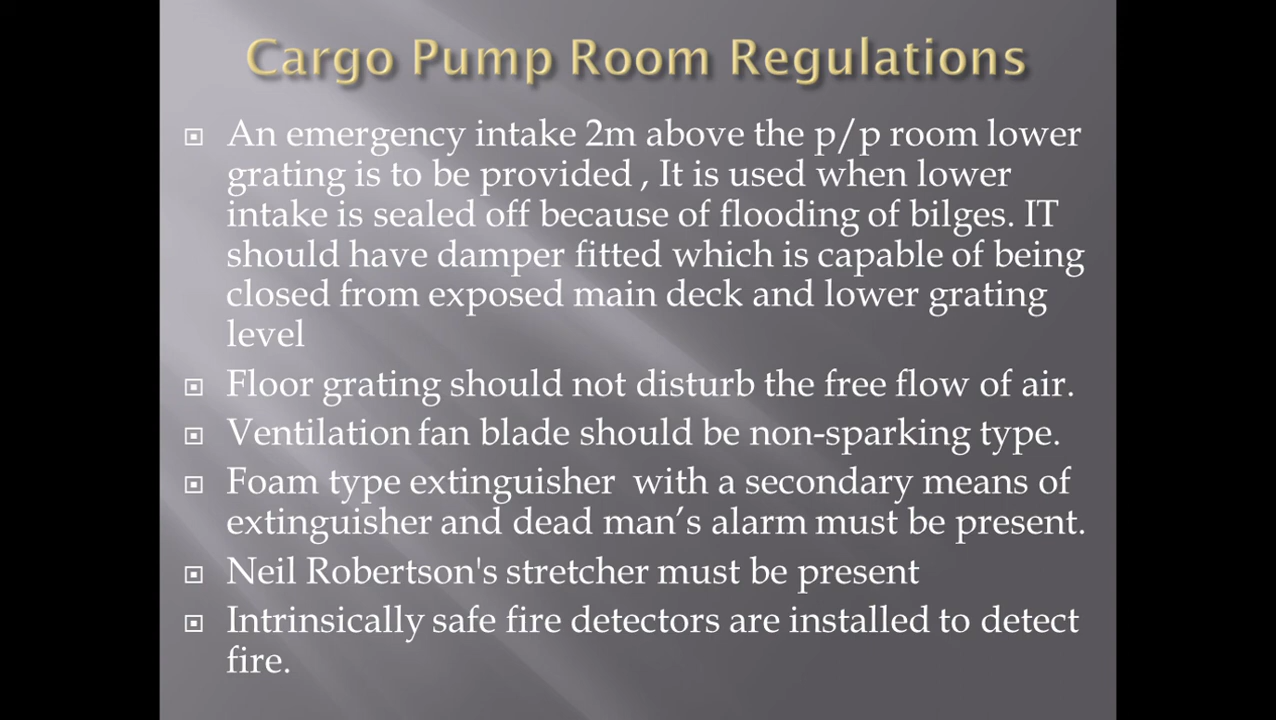 Cargo Pump Room Regulations
An emergency intake 2m above the p/p room lower
grating is to be provided , It is used when lower
intake is sealed off because of flooding of bilges. IT
should have damper fitted which is capable of being
closed from exposed main deck and lower grating
level
Floor grating should not disturb the free flow of air.
Ventilation fan blade should be non-sparking type.
Foam type extinguisher with a secondary means of
extinguisher and dead man’s alarm must be present.
Neil Robertson's stretcher must be present
Intrinsically safe fire detectors are installed to detect
fire.